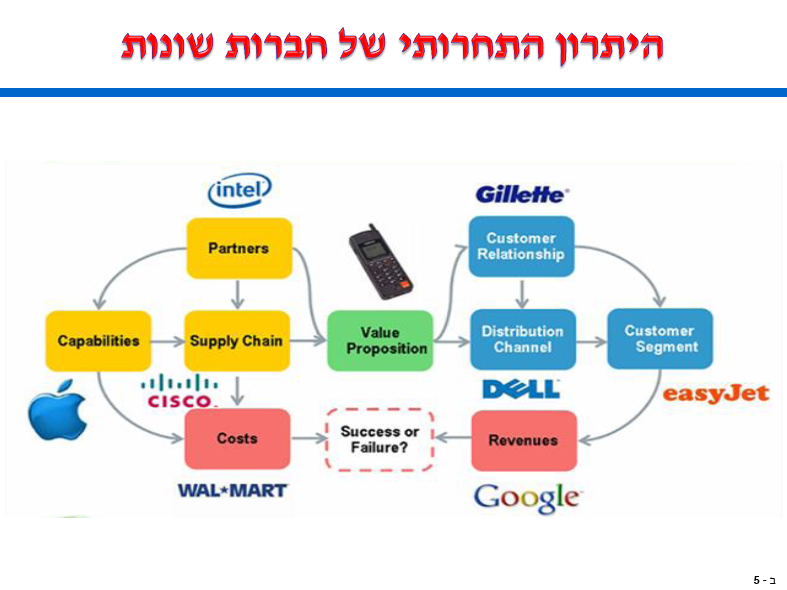 היתרון התחרותי של חברות שונות
intel
Gillette
Partners
Customer
Relationship
Capabilities
Supply Chain
Value
Proposition
Distribution
Channel
Customer
Segment
CISCO
DELL
easyJet
Costs
Success or
Failure?
Revenues
WAL★MART
Google
ב - 5